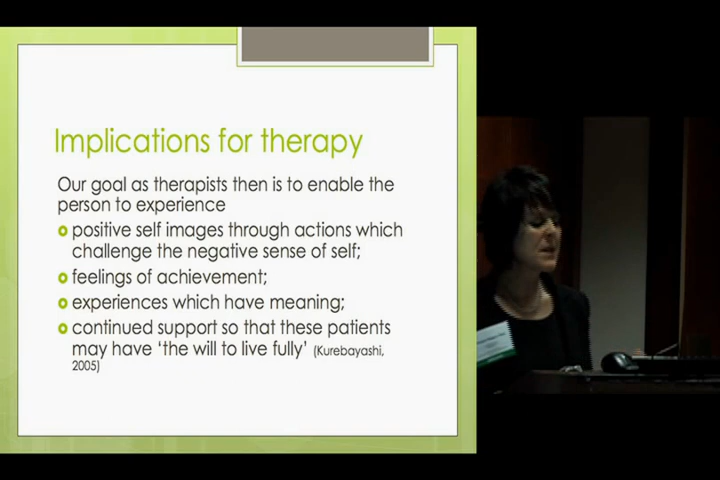 Implications for therapy
Our goal as therapists then is to enable the
person to experience
positive self images through actions which
challenge the negative sense of self;
feelings of achievement;
experiences which have meaning;
continued support so that these patients
may have ‘the will to live fully’ (Kurebayashi,
2005)